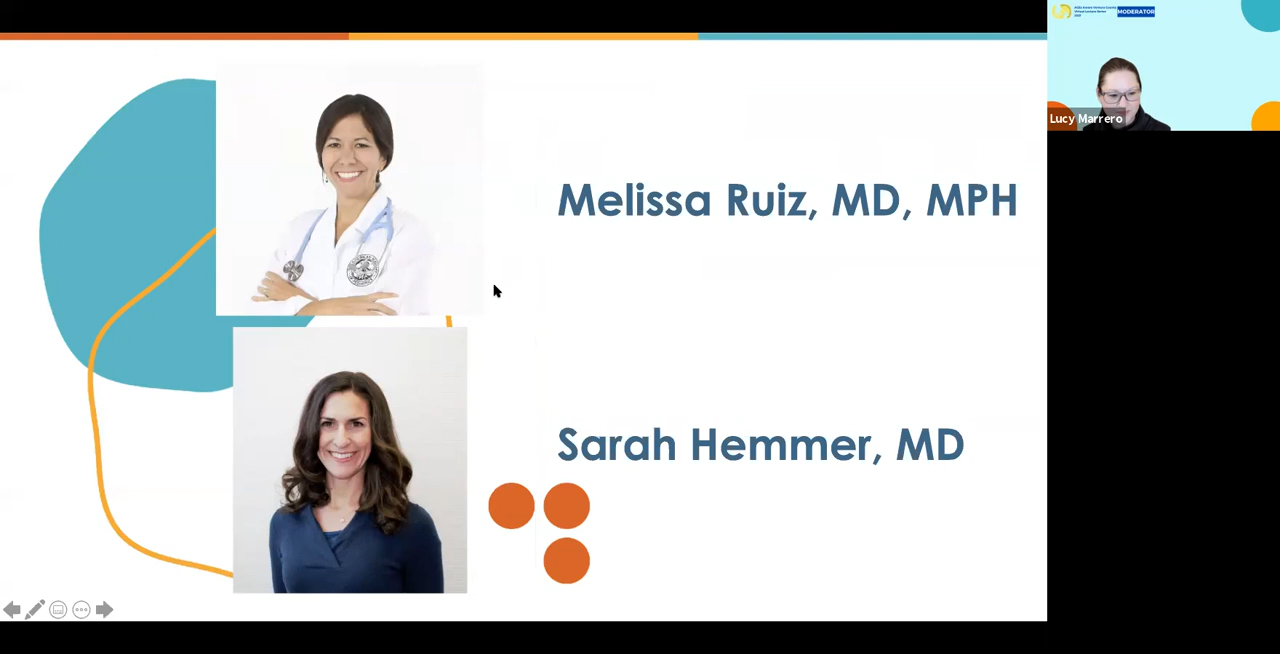 Melissa Ruiz, MD, MPH
Sarah Hemmer, MD
MODERATOR
Lucy Marrero